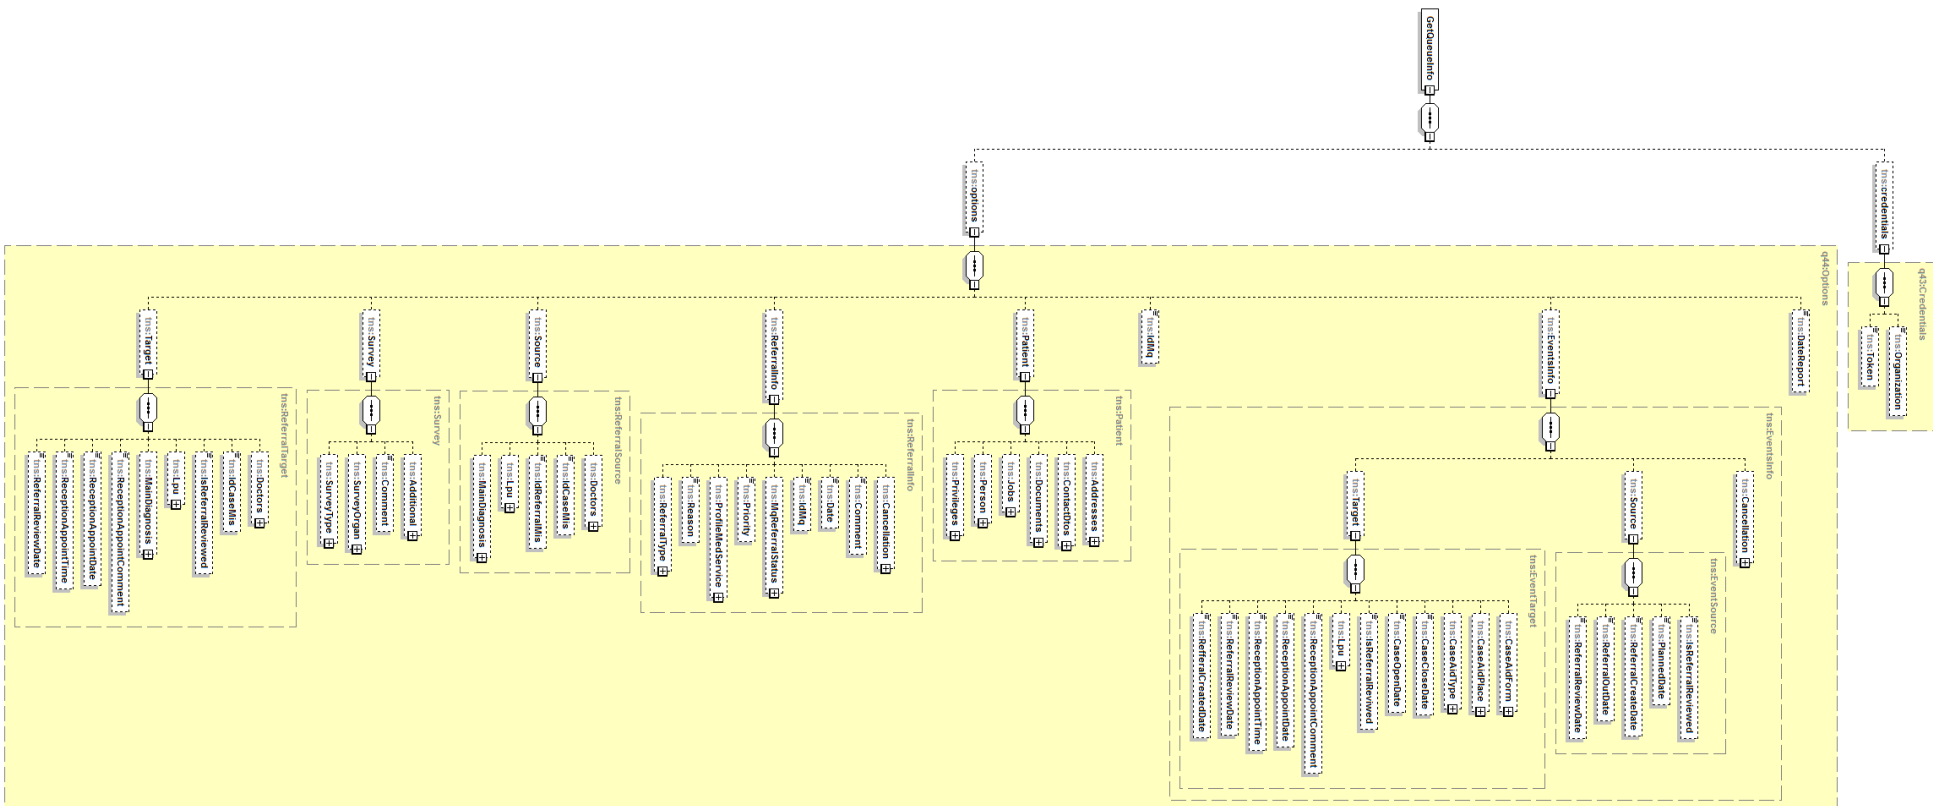 GetQueueInfo
tns:credentials
q43:Credentials
tns:Organization
tns:Token
tns:options
q44:Options
tns:DateReport
tns:EventsInfo
tns:EventsInfo
tns:Cancellation
tns:Source
tns:EventSource
tns:IsReferralReviewed
tns:PlannedDate
tns:ReferralCreateDate
tns:ReferralOutDate
tns:ReferralReviewDate
tns:Target
tns:EventTarget
tns:CaseAidForm
tns:CaseAidPlace
tns:CaseAidType
tns:CaseCloseDate
tns:CaseOpenDate
tns:IsReferralReviwed
tns:Lpu
tns:ReceptionAppointComment
tns:ReceptionAppointDate
tns:ReceptionAppointTime
tns:ReferralReviewDate
tns:RefferalCreatedDate
tns:IdMq
tns:Patient
tns:Patient
tns:Addresses
tns:ContactDtos
tns:Documents
tns:Jobs
tns:Person
tns:Privileges
tns:ReferralInfo
tns:ReferralInfo
tns:Cancellation
tns:Comment
tns:Date
tns:IdMq
tns:MqReferralStatus
tns:Priority
tns:ProfileMedService
tns:Reason
tns:ReferralType
tns:Source
tns:ReferralSource
tns:Doctors
tns:IdCaseMis
tns:IdReferralMis
tns:Lpu
tns:MainDiagnosis
tns:Survey
tns:Survey
tns:Additional
tns:Comment
tns:SurveyOrgan
tns:SurveyType
tns:Target
tns:ReferralTarget
tns:Doctors
tns:IdCaseMis
tns:IsReferralReviewed
tns:Lpu
tns:MainDiagnosis
tns:ReceptionAppointComment
tns:ReceptionAppointDate
tns:ReceptionAppointTime
tns:ReferralReviewDate